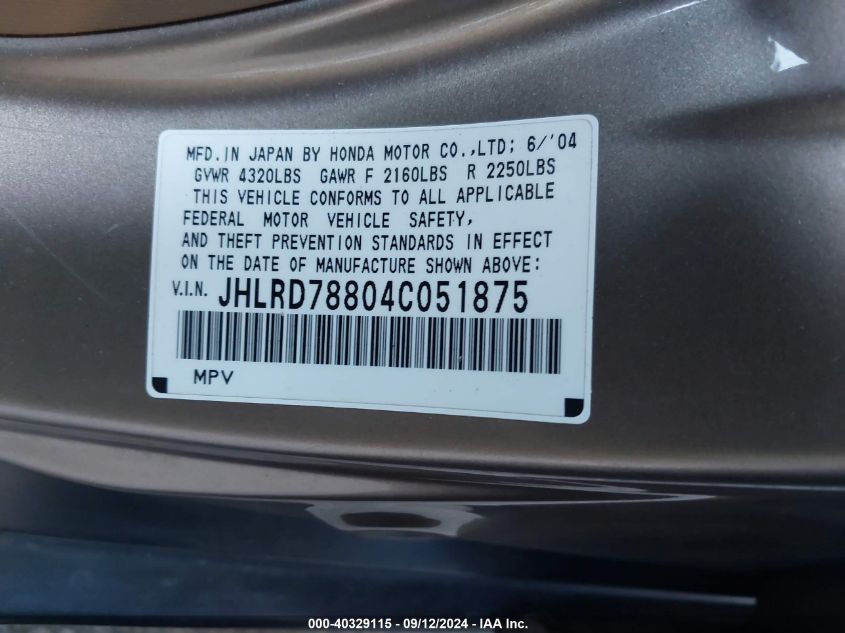 MFD. IN JAPAN BY HONDA MOTOR CO.,LTD; 6/'04
GVWR 4320LBS GAWR F 2160LBS R 2250LBS
THIS VEHICLE CONFORMS TO ALL APPLICABLE
FEDERAL MOTOR VEHICLE SAFETY,
AND THEFT PREVENTION STANDARDS IN EFFECT
ON THE DATE OF MANUFACTURE SHOWN ABOVE:
V.I.N. JHLRD78804C051875
MPV
000-40329115 - 09/12/2024 - IAA Inc.